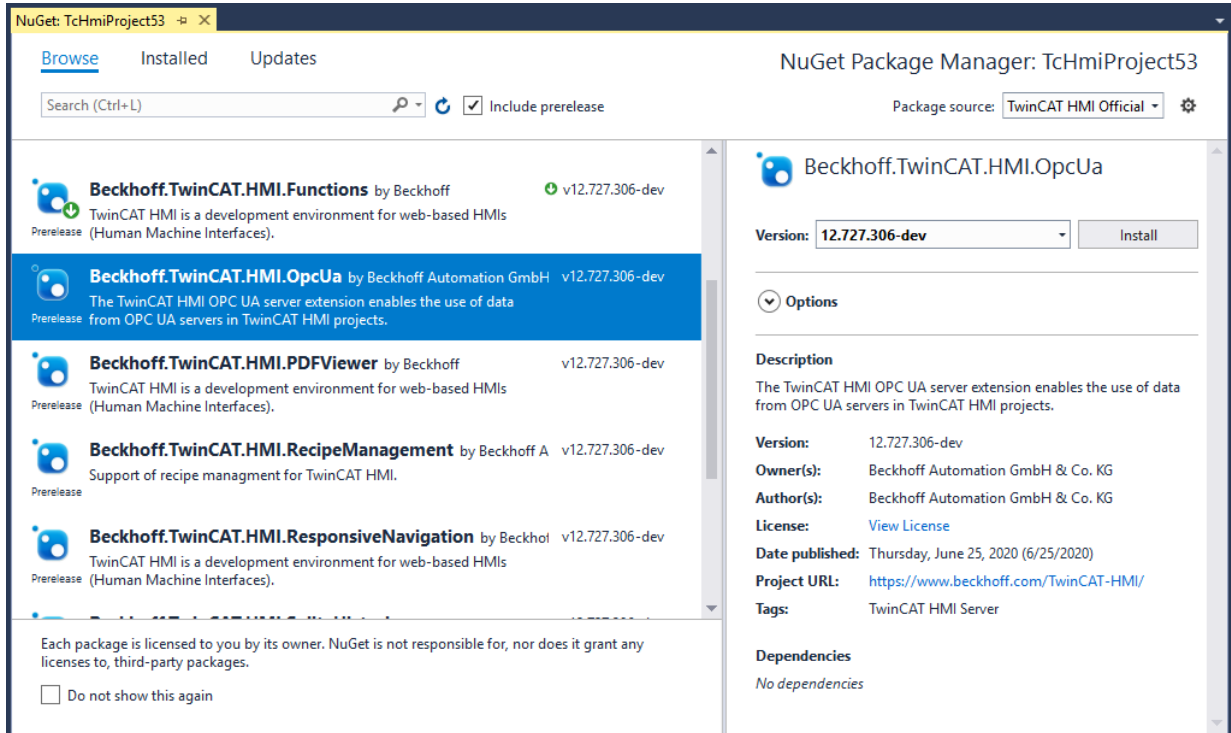 NuGet: TcHmiProject53
Browse Installed Updates
NuGet Package Manager: TcHmiProject53
Search (Ctrl+L)
Include prerelease
Package source: TwinCAT HMI Official
Beckhoff.TwinCAT.HMI.Functions by Beckhoff v12.727.306-dev
TwinCAT HMI is a development environment for web-based HMIs
Prerelease (Human Machine Interfaces).
Beckhoff.TwinCAT.HMI.OpcUa by Beckhoff Automation GmbH v12.727.306-dev
The TwinCAT HMI OPC UA server extension enables the use of data
Prerelease from OPC UA servers in TwinCAT HMI projects.
Beckhoff.TwinCAT.HMI.PDFViewer by Beckhoff v12.727.306-dev
TwinCAT HMI is a development environment for web-based HMIs
Prerelease (Human Machine Interfaces).
Beckhoff.TwinCAT.HMI.RecipeManagement by Beckhoff A v12.727.306-dev
Support of recipe managment for TwinCAT HMI.
Prerelease
Beckhoff.TwinCAT.HMI.ResponsiveNavigation by Beckhof v12.727.306-dev
TwinCAT HMI is a development environment for web-based HMIs
Prerelease (Human Machine Interfaces).
Each package is licensed to you by its owner. NuGet is not responsible for, nor does it grant any
licenses to, third-party packages.
Do not show this again
Beckhoff.TwinCAT.HMI.OpcUa
Version: 12.727.306-dev Install
Options
Description
The TwinCAT HMI OPC UA server extension enables the use of data
from OPC UA servers in TwinCAT HMI projects.
Version: 12.727.306-dev
Owner(s): Beckhoff Automation GmbH & Co. KG
Author(s): Beckhoff Automation GmbH & Co. KG
License: View License
Date published: Thursday, June 25, 2020 (6/25/2020)
Project URL: https://www.beckhoff.com/TwinCAT-HMI/
Tags: TwinCAT HMI Server
Dependencies
No dependencies